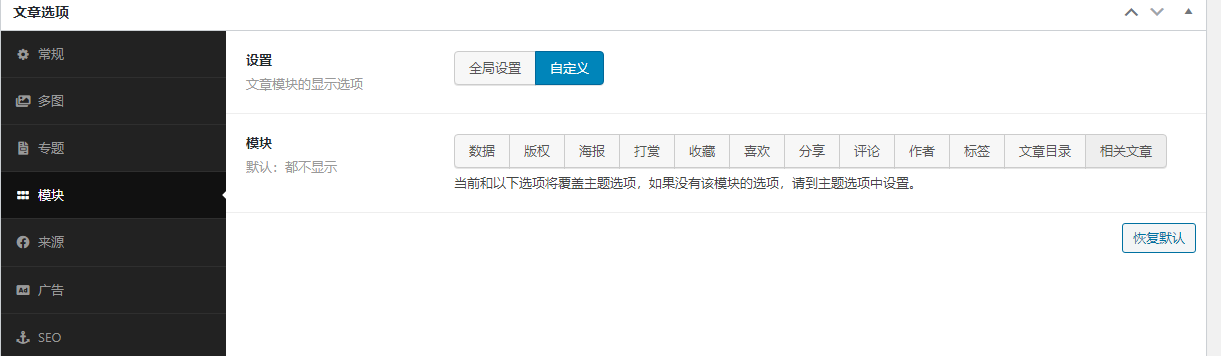 文章选项
常规
多图
专题
模块
来源
广告
SEO
设置
文章模块的显示选项
全局设置 自定义
模块
默认：都不显示
数据 版权 海报 打赏 收藏 喜欢 分享 评论 作者 标签 文章目录 相关文章
当前和以下选项将覆盖主题选项，如果没有该模块的选项，请到主题选项中设置。
恢复默认